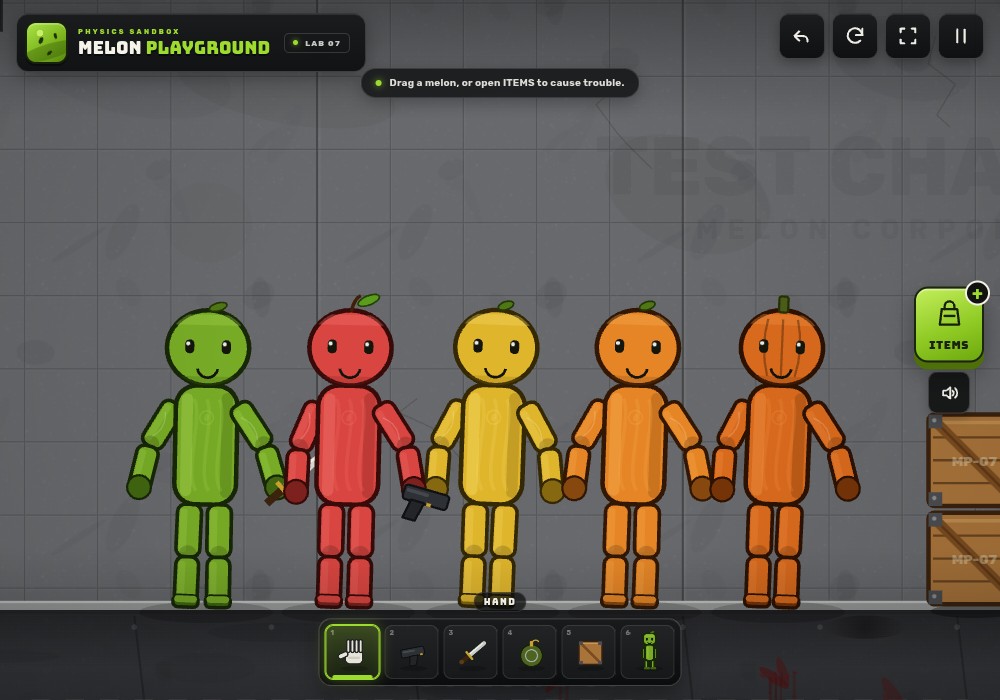 PHYSICS SANDBOX
MELON PLAYGROUND
LAB 07
Drag a melon, or open ITEMS to cause trouble.
TEST CHA
MELON CORPO
ITEMS
MP-07
MP-07
HAND
1
2
3
4
5
6